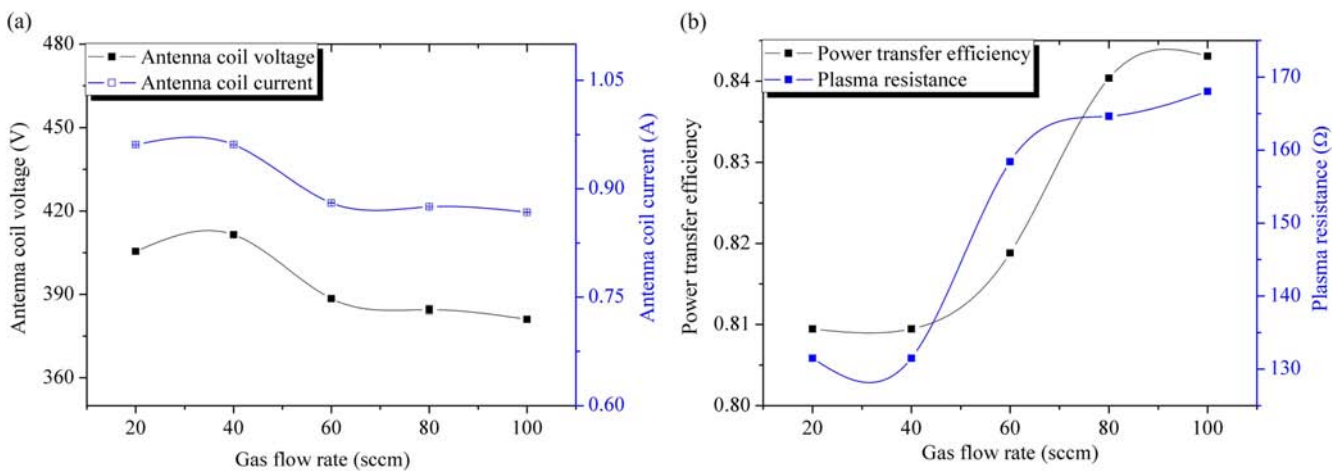 (a)
480
450
420
390
360
Antenna coil voltage (V)
Antenna coil voltage
Antenna coil current
1.05
0.90
0.75
0.60
Antenna coil current (A)
20 40 60 80 100
Gas flow rate (sccm)
(b)
0.84
0.83
0.82
0.81
0.80
Power transfer efficiency
Power transfer efficiency
Plasma resistance
170
160
150
140
130
Plasma resistance (Ω)
20 40 60 80 100
Gas flow rate (sccm)